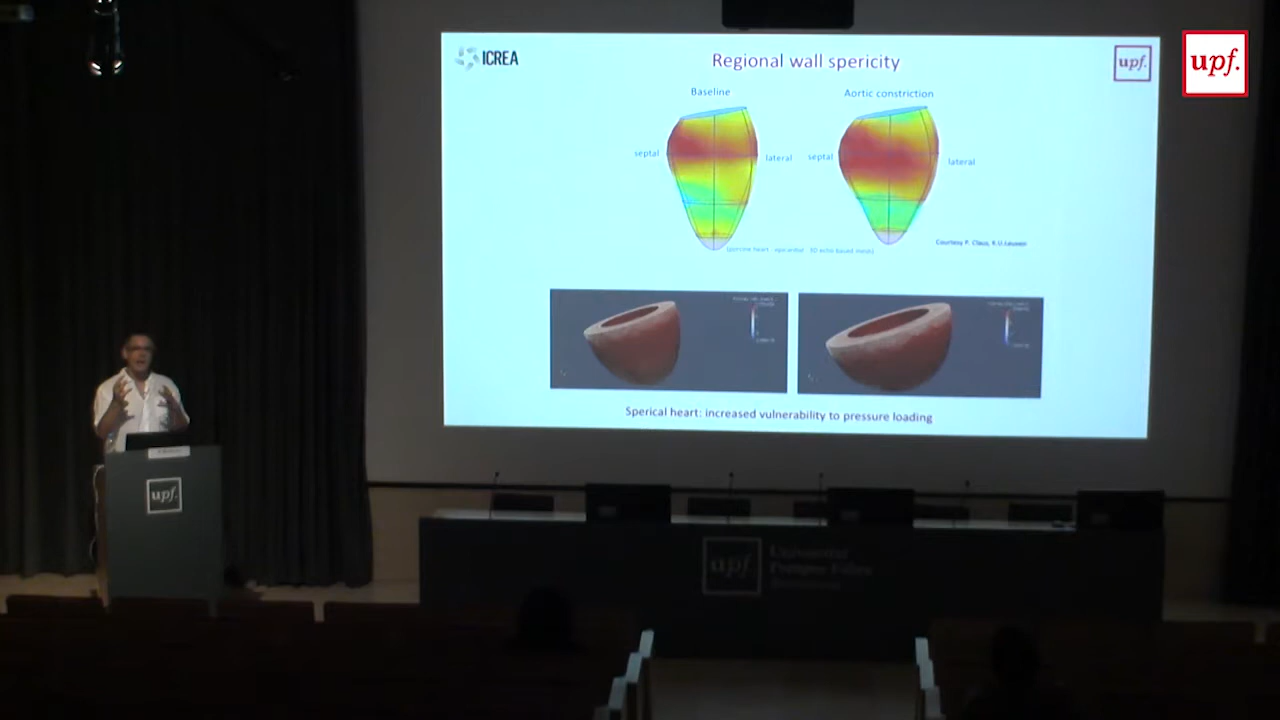 ICREA
Regional wall spericity
upf.
upf.
Baseline
Aortic constriction
septal
lateral
septal
lateral
Courtesy P. Claus, K.U.Leuven
Sperical heart: increased vulnerability to pressure loading
upf.
upf.